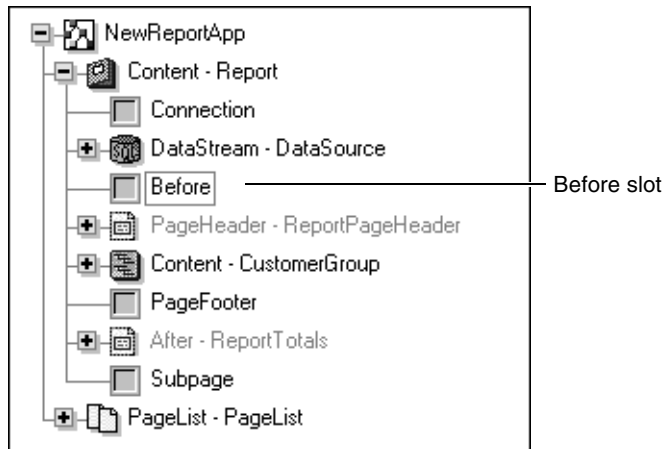 NewReportApp
Content - Report
Connection
SQL DataStream - DataSource
Before Before slot
PageHeader - ReportPageHeader
Content - CustomerGroup
PageFooter
After - ReportTotals
Subpage
PageList - PageList